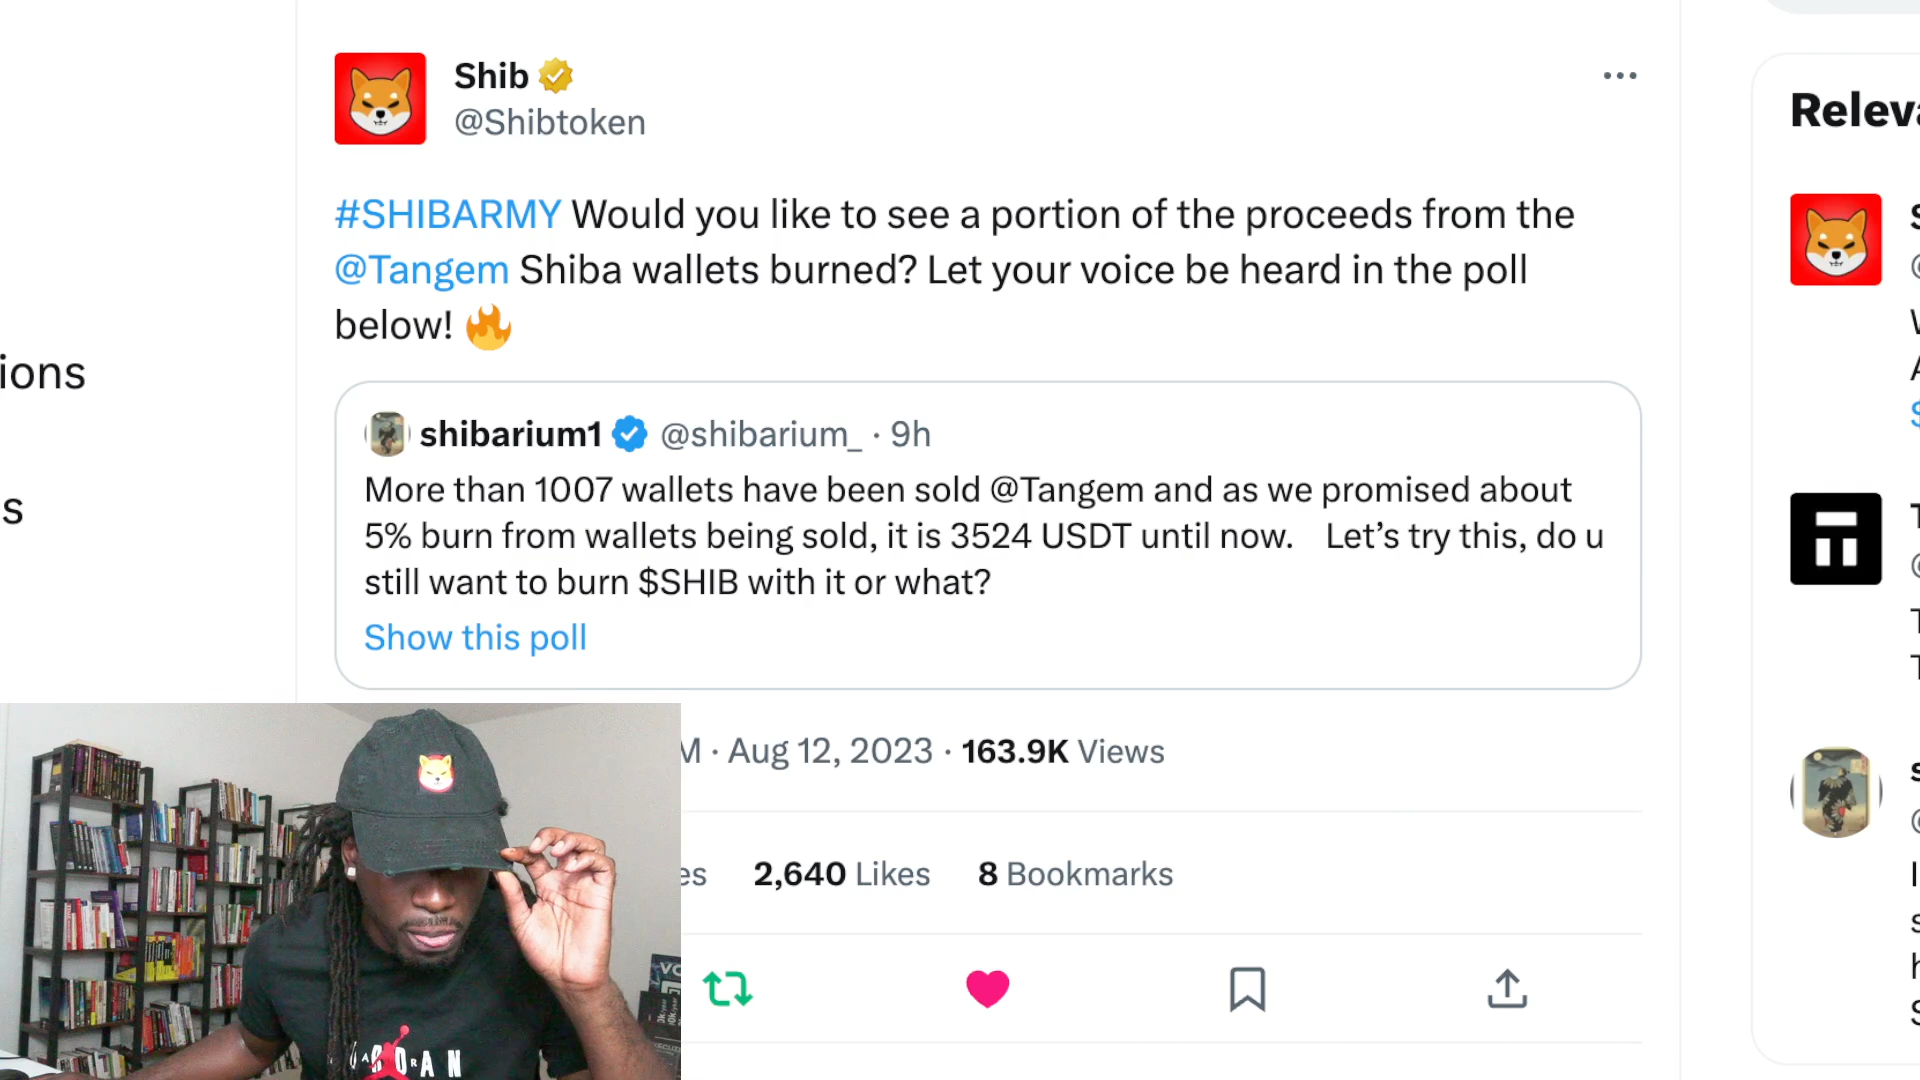 Shib
@Shibtoken
#SHIBARMY Would you like to see a portion of the proceeds from the
@Tangem Shiba wallets burned? Let your voice be heard in the poll
below! 🔥
shibarium1 @shibarium_ · 9h
More than 1007 wallets have been sold @Tangem and as we promised about
5% burn from wallets being sold, it is 3524 USDT until now. Let’s try this, do u
still want to burn $SHIB with it or what?
Show this poll
M · Aug 12, 2023 · 163.9K Views
es 2,640 Likes 8 Bookmarks
ions
s
Releva
JORDAN